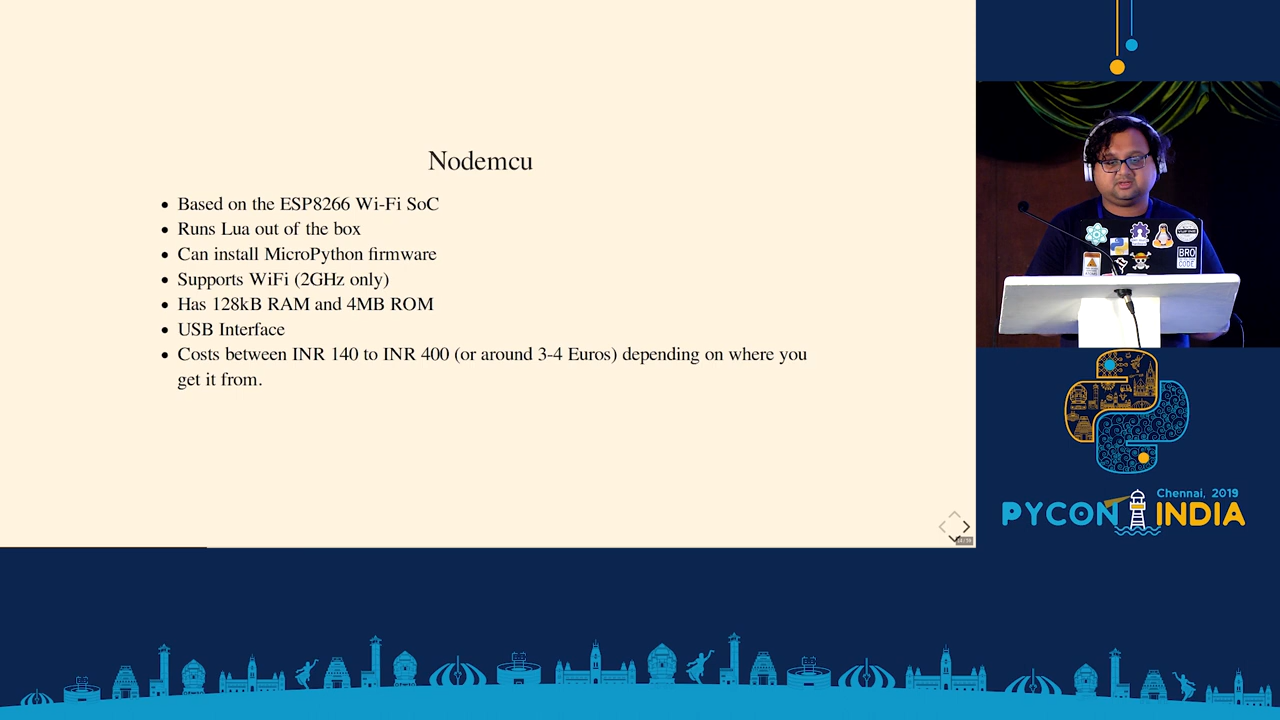 Nodemcu
• Based on the ESP8266 Wi-Fi SoC
• Runs Lua out of the box
• Can install MicroPython firmware
• Supports WiFi (2GHz only)
• Has 128kB RAM and 4MB ROM
• USB Interface
• Costs between INR 140 to INR 400 (or around 3-4 Euros) depending on where you
get it from.
BRO
CODE
Chennai, 2019
PYCON INDIA